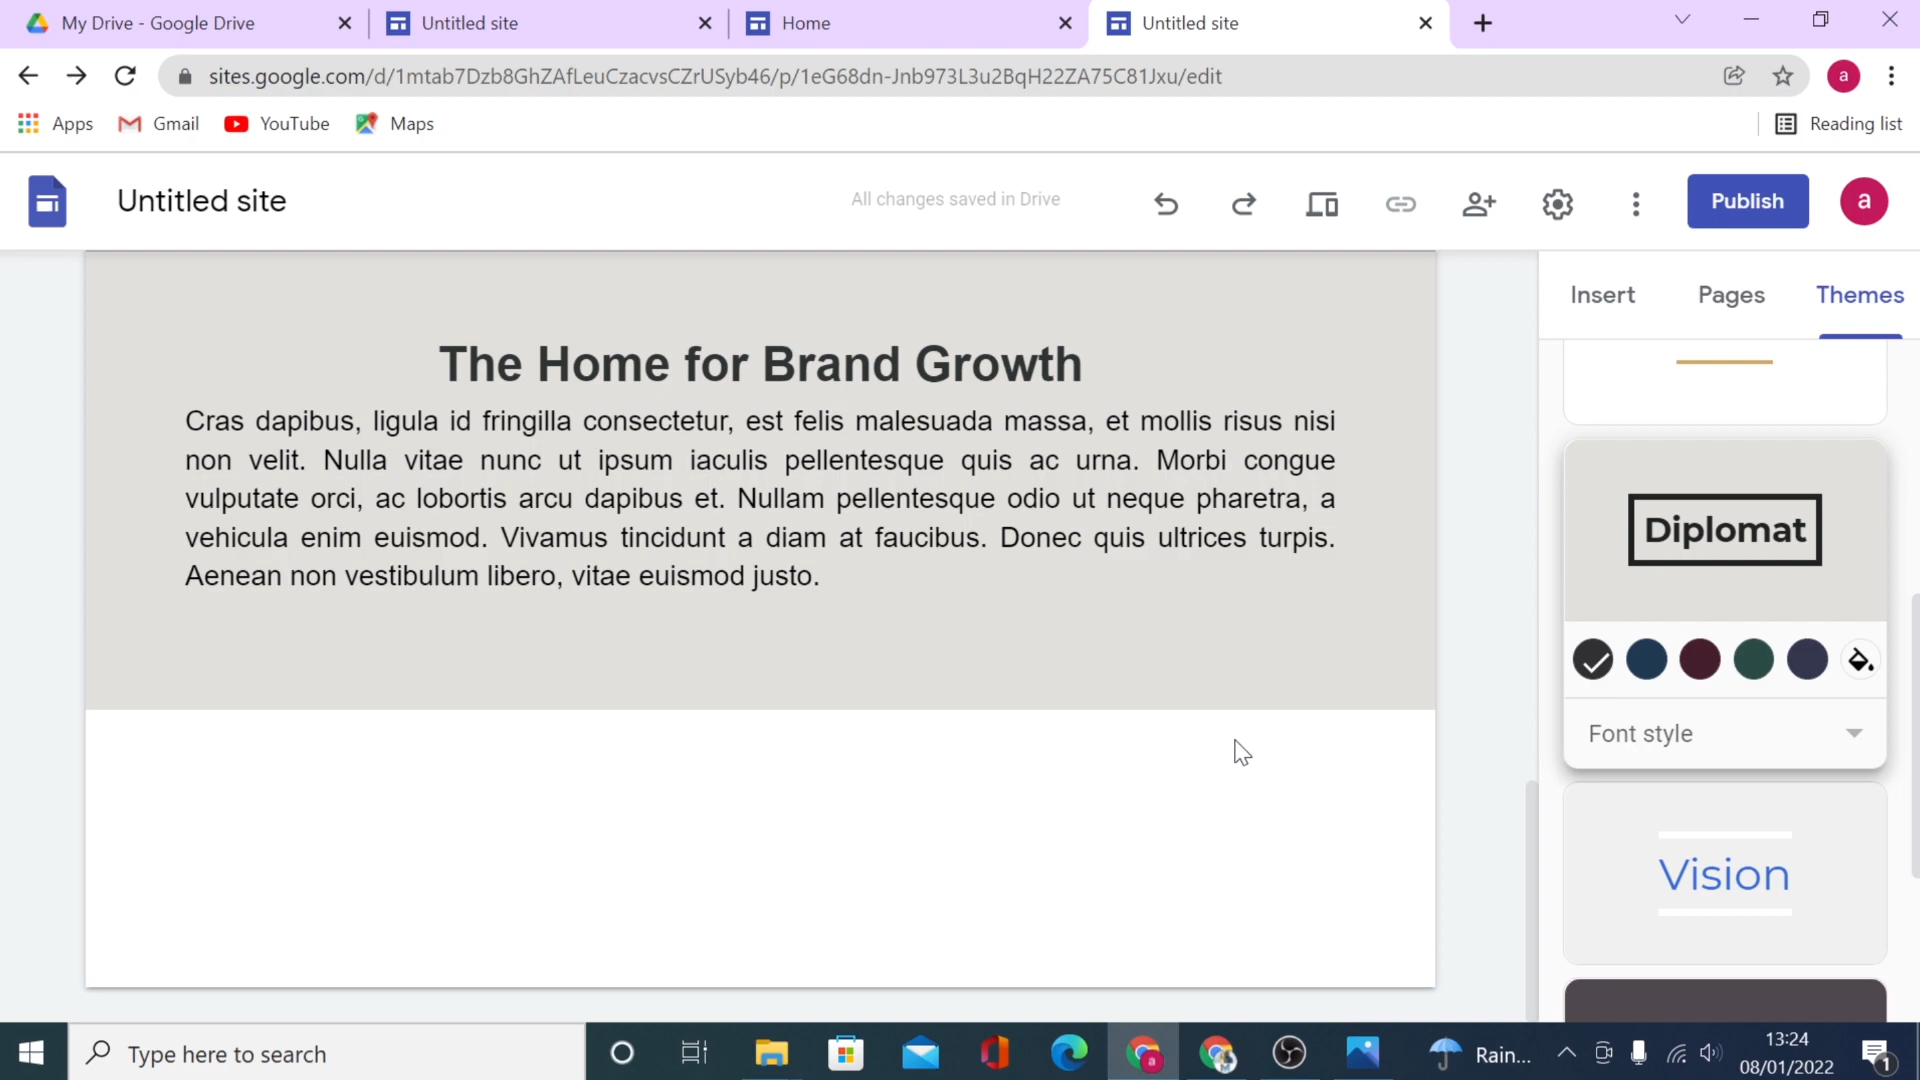 My Drive - Google Drive
Untitled site
Home
Untitled site
sites.google.com/d/1mtab7Dzb8GhZAfLeuCzacvsCZrUSyb46/p/1eG68dn-Jnb973L3u2BqH22ZA75C81Jxu/edit
a
Apps
Gmail
YouTube
Maps
Reading list
Untitled site
All changes saved in Drive
Publish
a
Insert
Pages
Themes
The Home for Brand Growth
Cras dapibus, ligula id fringilla consectetur, est felis malesuada massa, et mollis risus nisi
non velit. Nulla vitae nunc ut ipsum iaculis pellentesque quis ac urna. Morbi congue
vulputate orci, ac lobortis arcu dapibus et. Nullam pellentesque odio ut neque pharetra, a
vehicula enim euismod. Vivamus tincidunt a diam at faucibus. Donec quis ultrices turpis.
Aenean non vestibulum libero, vitae euismod justo.
Diplomat
Font style
Vision
Type here to search
a
Rain...
13:24
08/01/2022
1